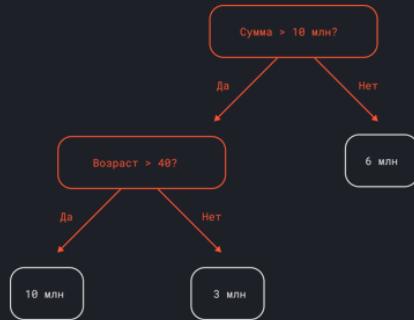 Сумма > 10 млн?
Да
Нет
Возраст > 40?
6 млн
Да
Нет
10 млн
3 млн